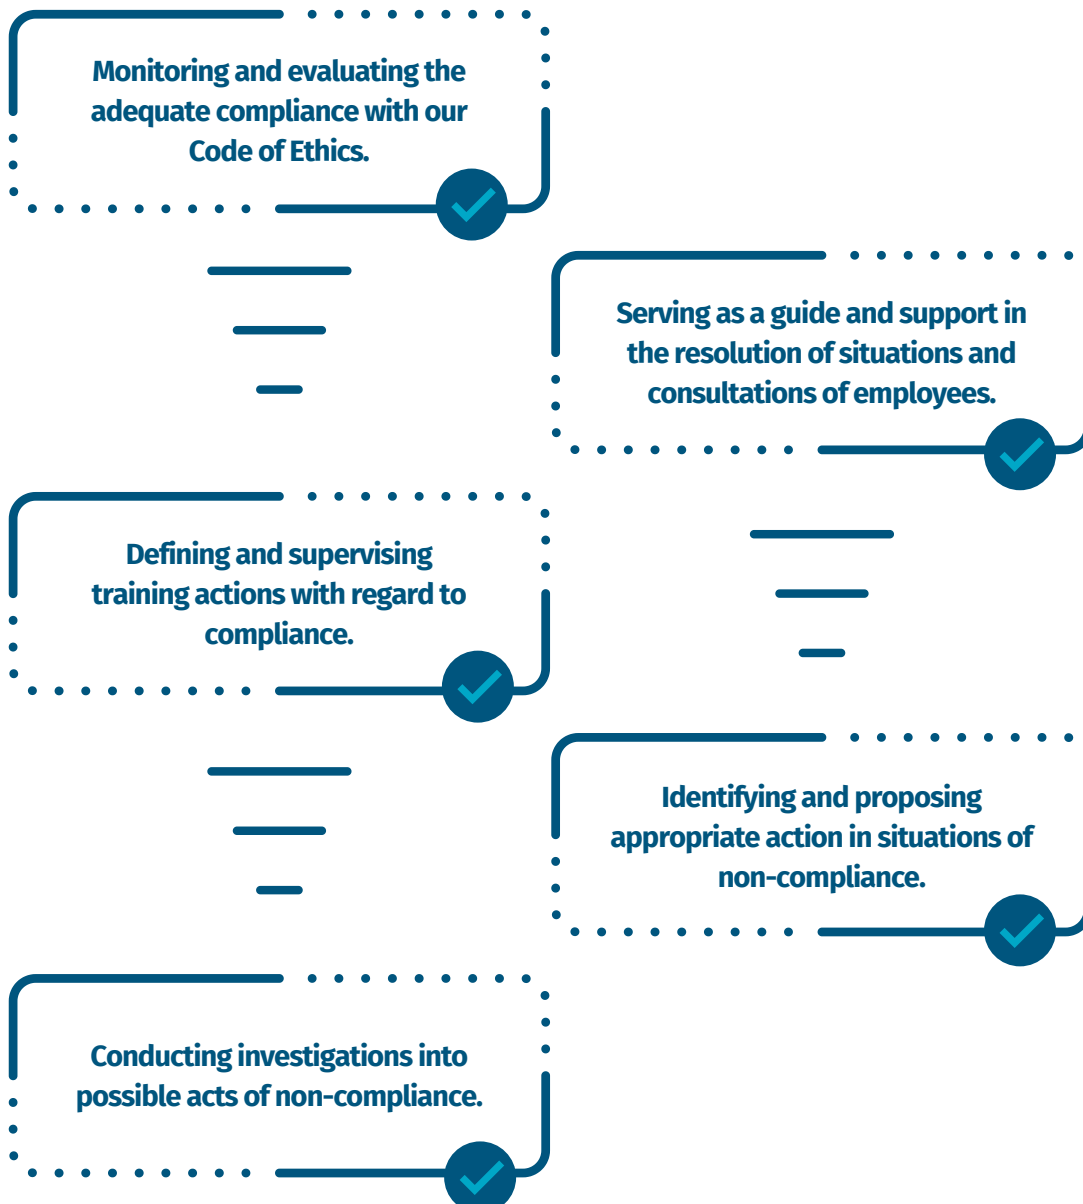 Monitoring and evaluating the
adequate compliance with our
Code of Ethics.
Serving as a guide and support in
the resolution of situations and
consultations of employees.
Defining and supervising
training actions with regard to
compliance.
Identifying and proposing
appropriate action in situations of
non-compliance.
Conducting investigations into
possible acts of non-compliance.